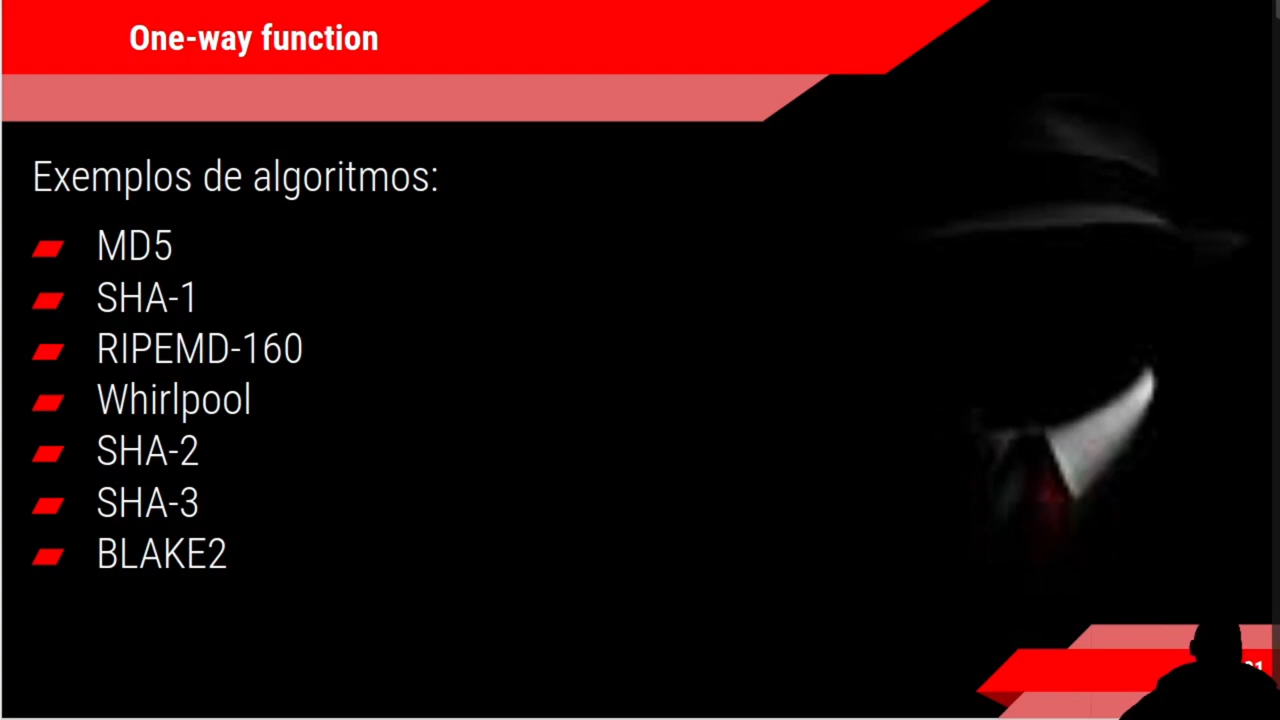 One-way function
Exemplos de algoritmos:
MD5
SHA-1
RIPEMD-160
Whirlpool
SHA-2
SHA-3
BLAKE2